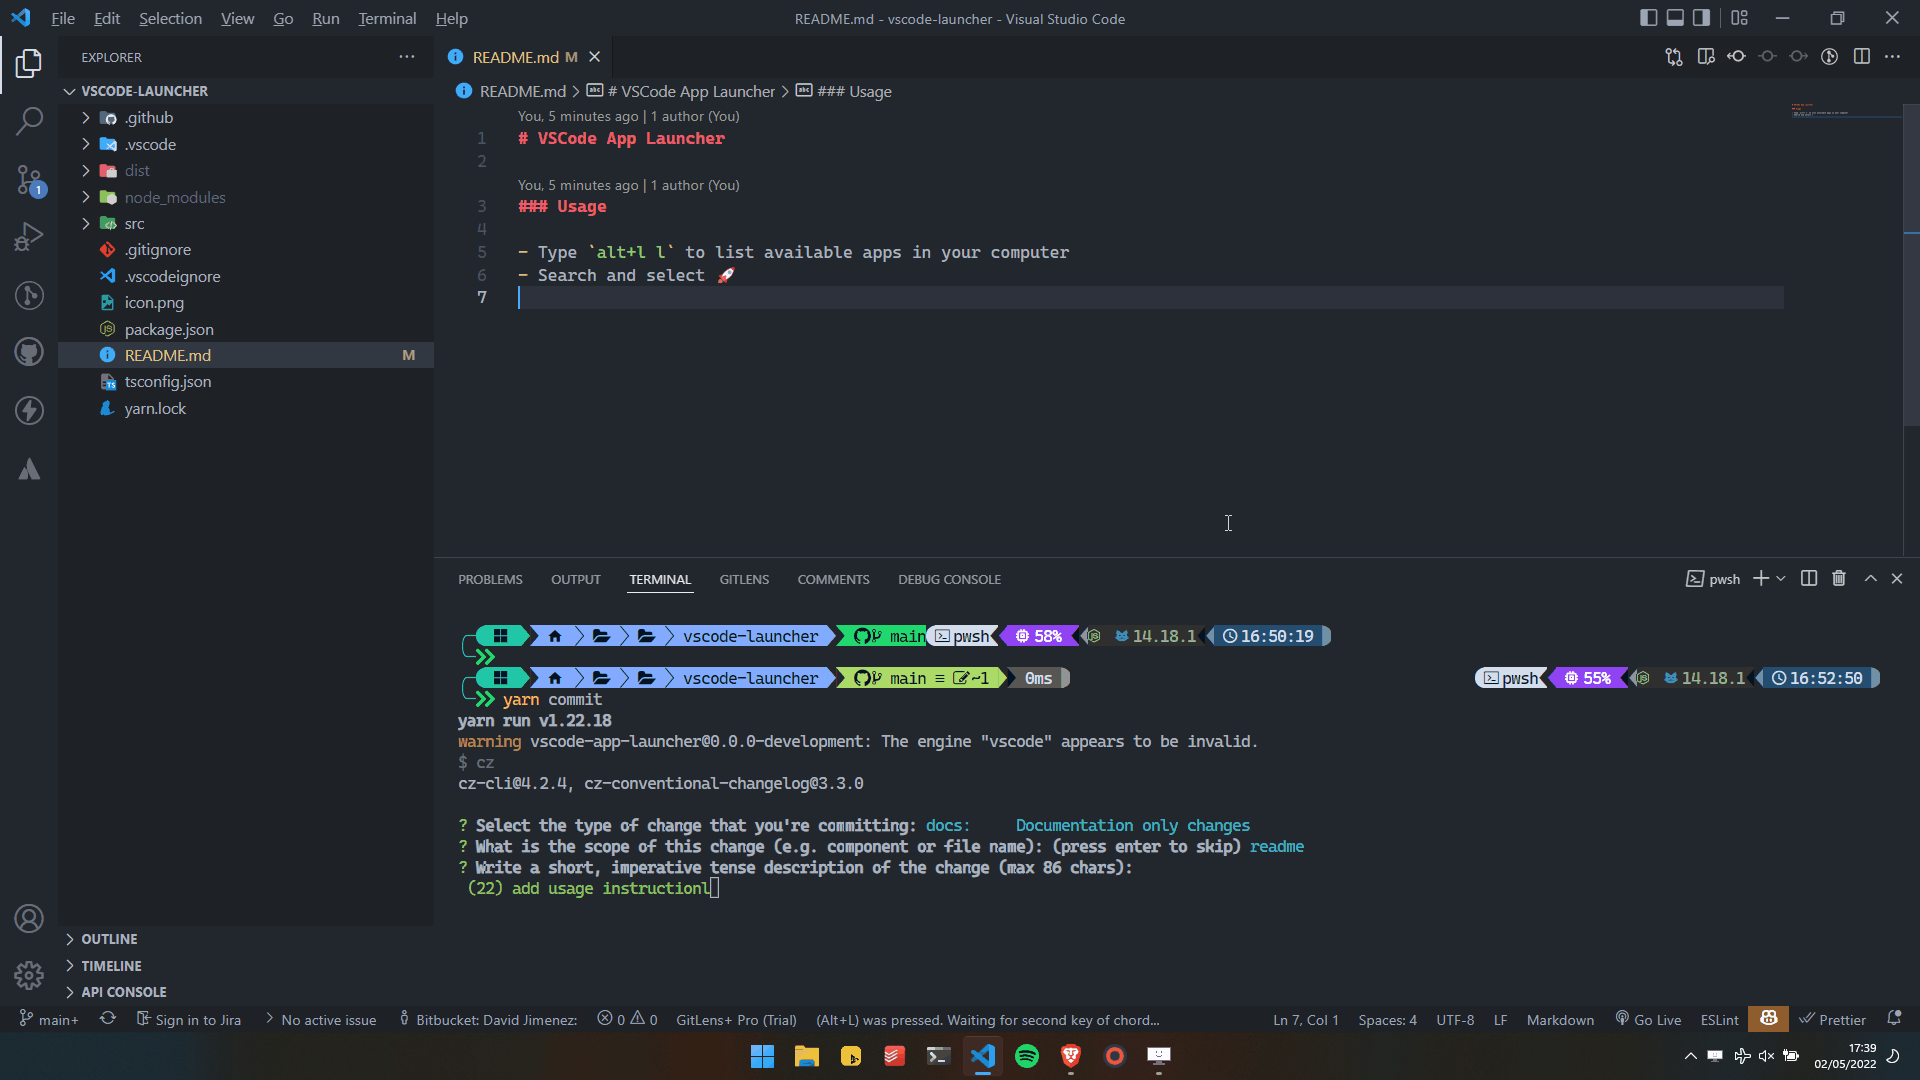 File Edit Selection View Go Run Terminal Help
README.md - vscode-launcher - Visual Studio Code
EXPLORER
VSCODE-LAUNCHER
.github
.vscode
dist
node_modules
src
.gitignore
.vscodeignore
icon.png
package.json
README.md M
tsconfig.json
yarn.lock
OUTLINE
TIMELINE
API CONSOLE
1
README.md M
README.md > # VSCode App Launcher > ### Usage
You, 5 minutes ago | 1 author (You)
1 # VSCode App Launcher
2
You, 5 minutes ago | 1 author (You)
3 ### Usage
4
5 - Type `alt+l l` to list available apps in your computer
6 - Search and select 🚀
7
PROBLEMS OUTPUT TERMINAL GITLENS COMMENTS DEBUG CONSOLE
pwsh
vscode-launcher main pwsh 58% 14.18.1 16:50:19
vscode-launcher main ≡ ~1 0ms pwsh 55% 14.18.1 16:52:50
yarn commit
yarn run v1.22.18
warning vscode-app-launcher@0.0.0-development: The engine "vscode" appears to be invalid.
$ cz
cz-cli@4.2.4, cz-conventional-changelog@3.3.0
? Select the type of change that you're committing: docs: Documentation only changes
? What is the scope of this change (e.g. component or file name): (press enter to skip) readme
? Write a short, imperative tense description of the change (max 86 chars):
(22) add usage instructionl
main+ Sign in to Jira No active issue Bitbucket: David Jimenez: 0 0 GitLens+ Pro (Trial) (Alt+L) was pressed. Waiting for second key of chord... Ln 7, Col 1 Spaces: 4 UTF-8 LF Markdown Go Live ESLint Prettier
17:39
02/05/2022